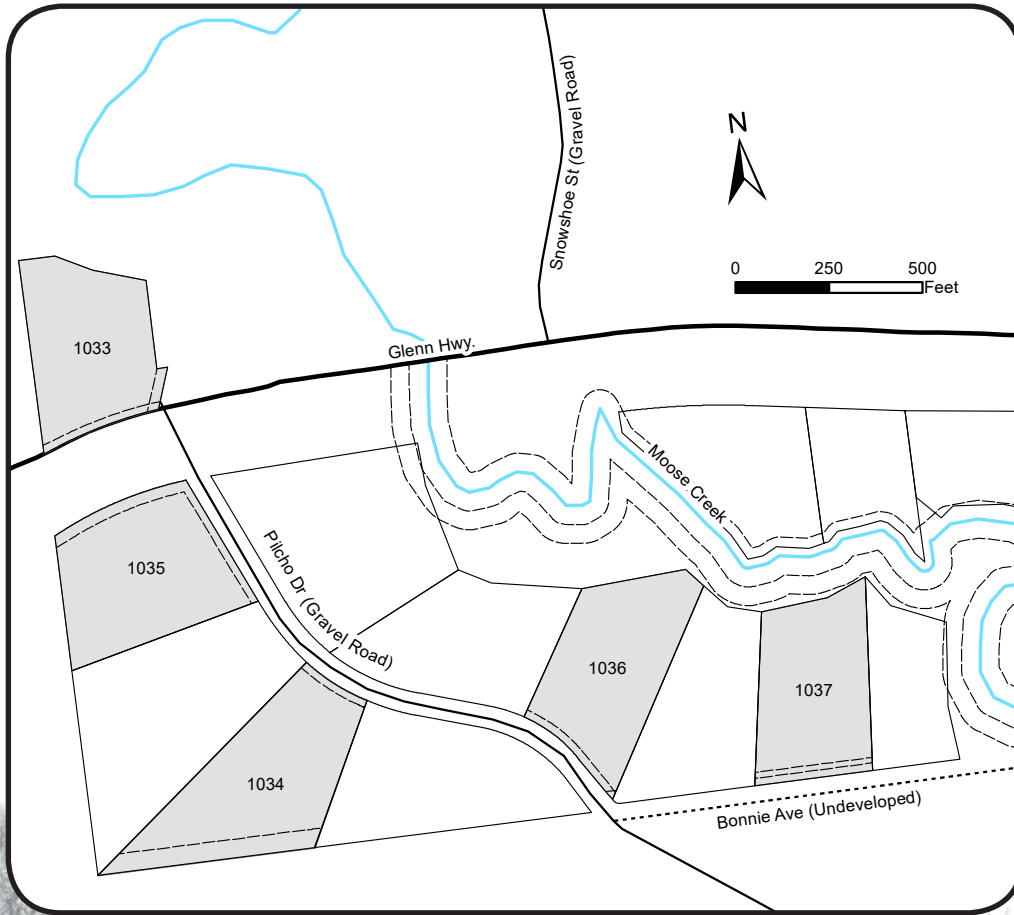 Snowshoe St (Gravel Road)
N
0 250 500
Feet
1033
Glenn Hwy.
Moose Creek
1035
Pilcho Dr (Gravel Road)
1036
1037
1034
Bonnie Ave (Undeveloped)